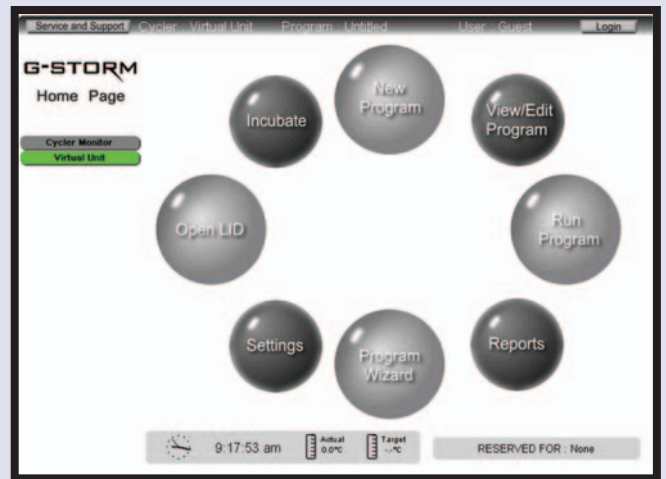 Service and Support Cycler : Virtual Unit Program : Untitled User : Guest Login
G-STORM
Home Page
Cycler Monitor
Virtual Unit
New
Program
Incubate
View/Edit
Program
Open LID
Run
Program
Settings
Reports
Program
Wizard
9:17:53 am
Actual
0.0°C
Target
-.-°C
RESERVED FOR : None